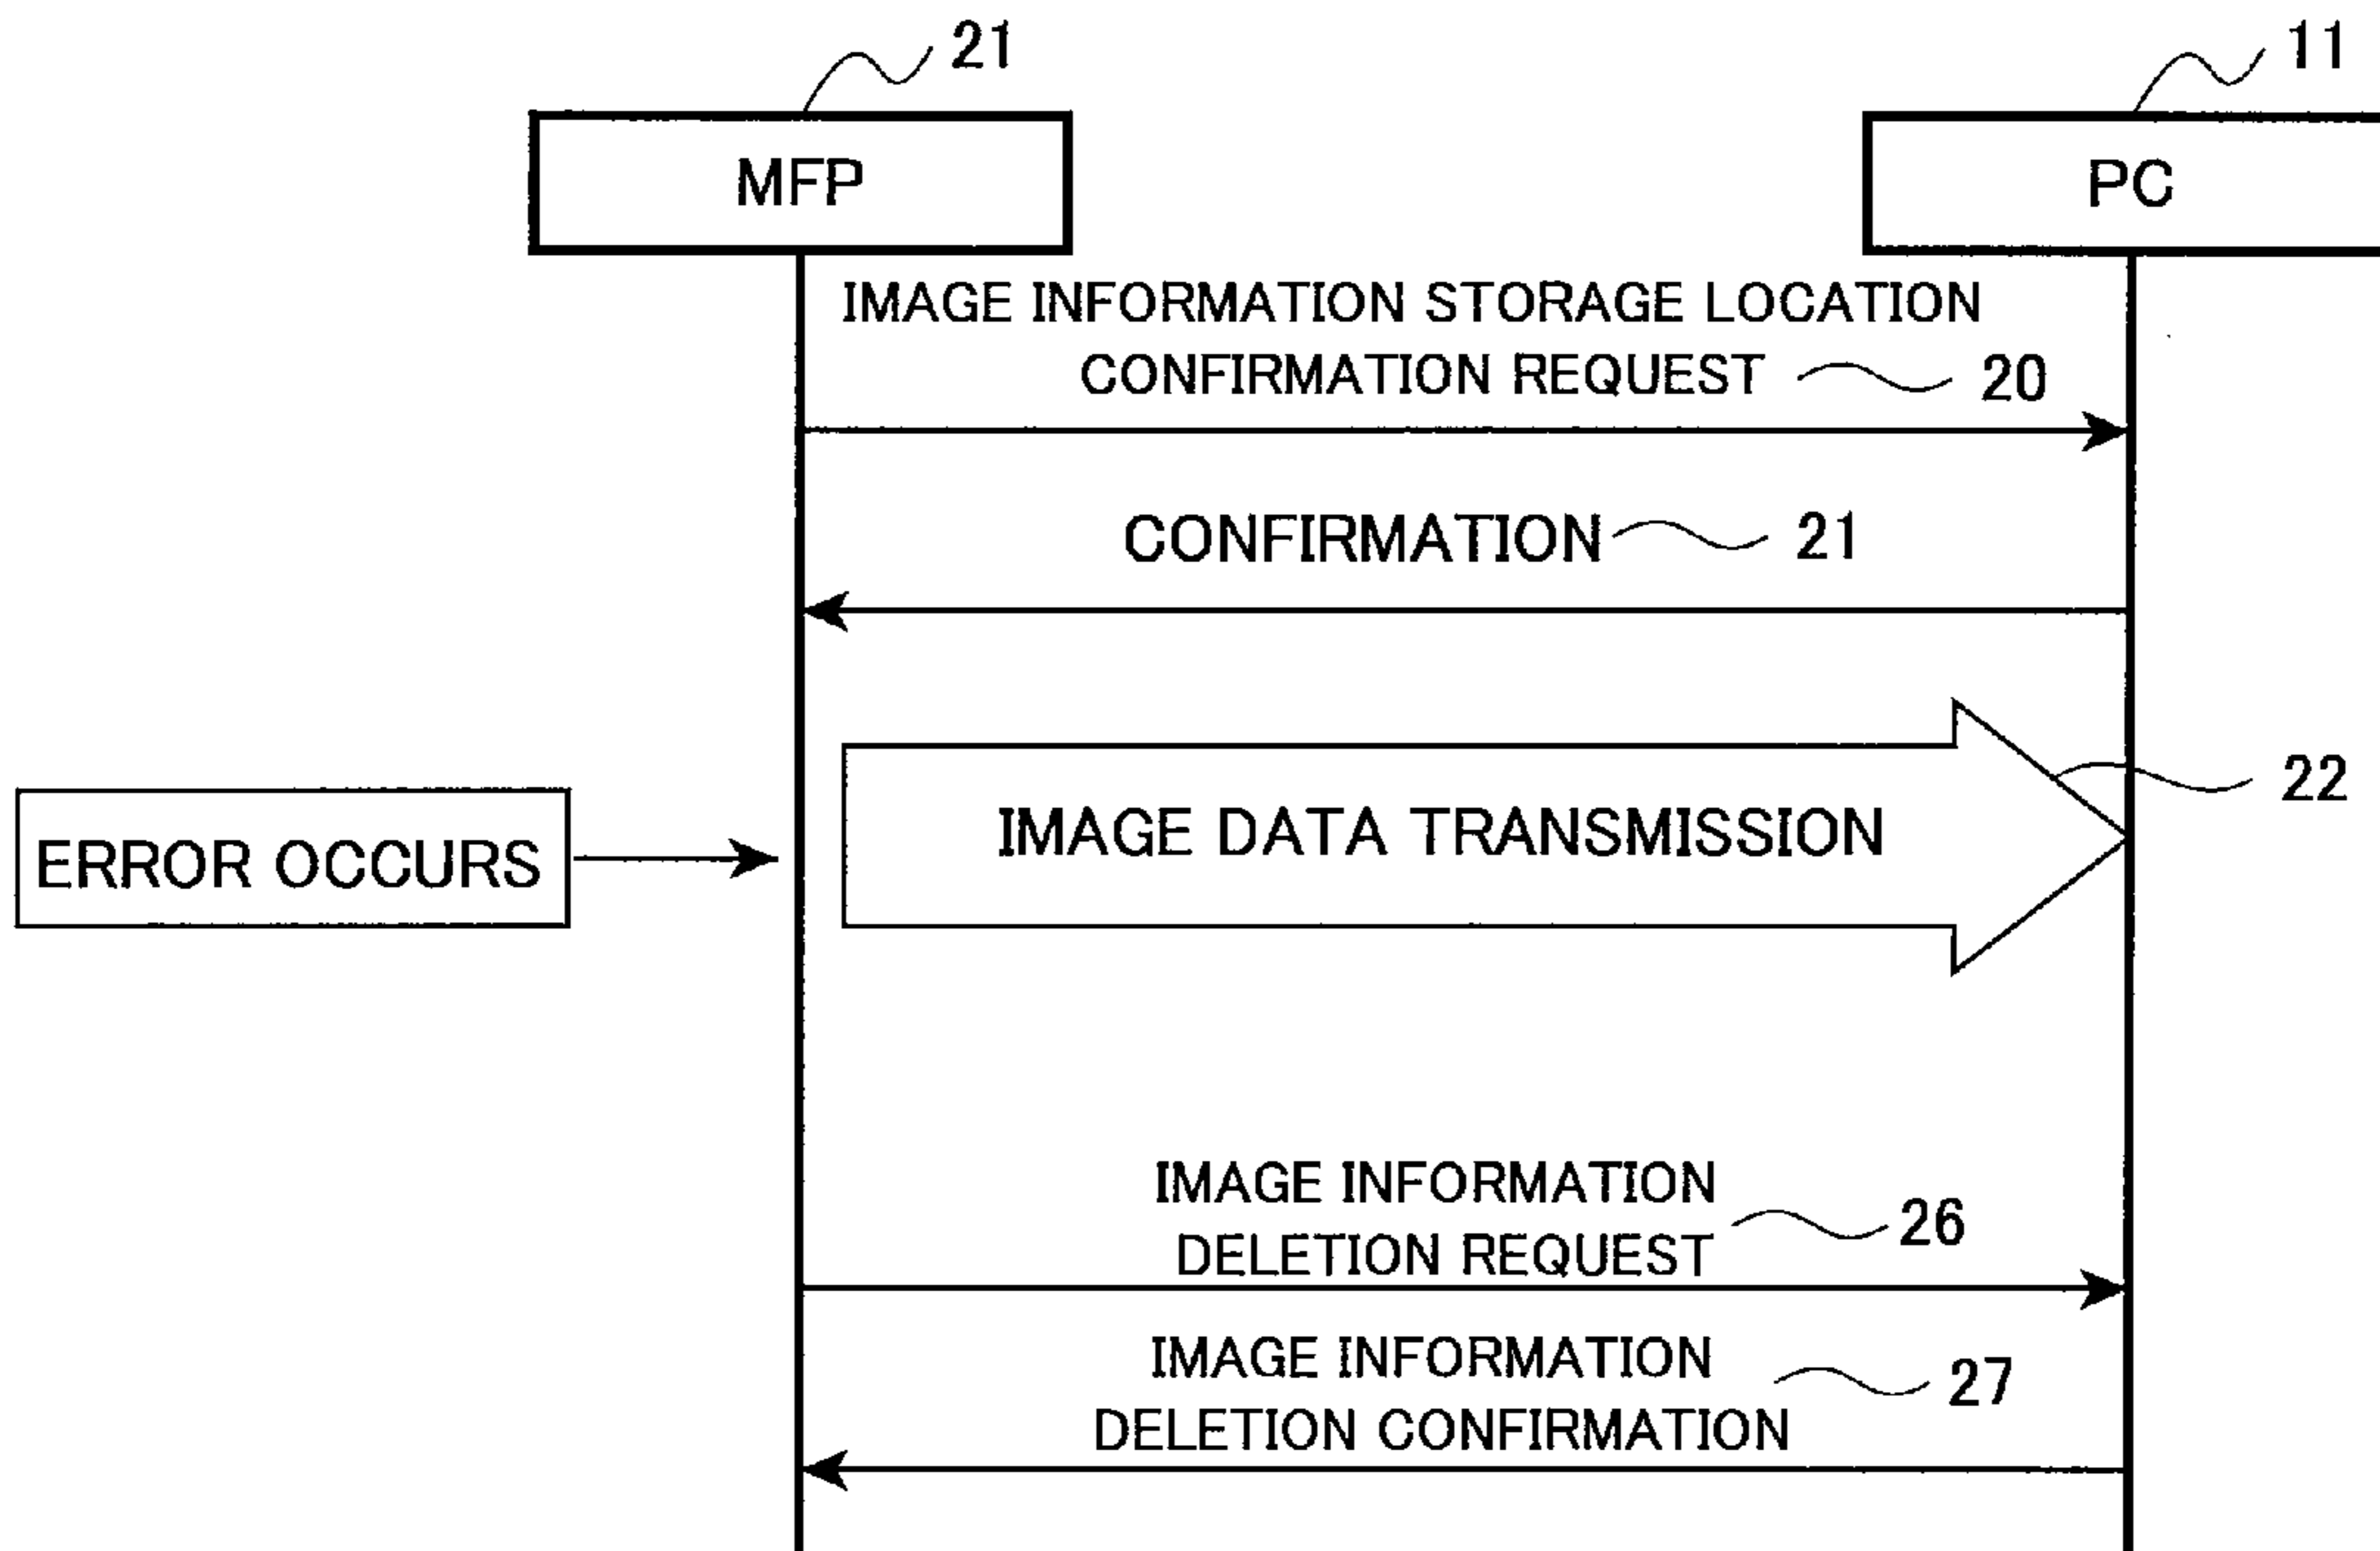 21
11
MFP
PC
IMAGE INFORMATION STORAGE LOCATION
CONFIRMATION REQUEST 20
CONFIRMATION 21
22
ERROR OCCURS
IMAGE DATA TRANSMISSION
IMAGE INFORMATION
DELETION REQUEST 26
IMAGE INFORMATION
DELETION CONFIRMATION 27